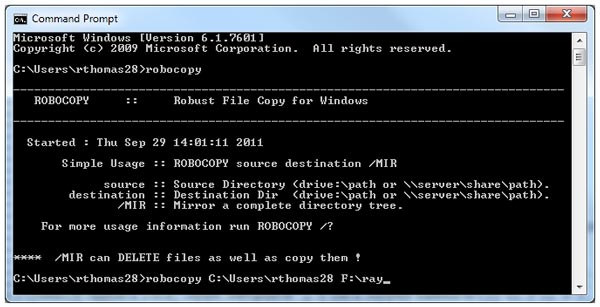 Command Prompt
Microsoft Windows [Version 6.1.7601]
Copyright (c) 2009 Microsoft Corporation.  All rights reserved.
C:\Users\rthomas28>robocopy
-------------------------------------------------------------------------------
   ROBOCOPY     ::     Robust File Copy for Windows
-------------------------------------------------------------------------------
  Started : Thu Sep 29 14:01:11 2011
       Simple Usage :: ROBOCOPY source destination /MIR
             source :: Source Directory (drive:\path or \\server\share\path).
        destination :: Destination Dir  (drive:\path or \\server\share\path).
               /MIR :: Mirror a complete directory tree.
    For more usage information run ROBOCOPY /?
****  /MIR can DELETE files as well as copy them !
C:\Users\rthomas28>robocopy C:\Users\rthomas28 F:\ray_